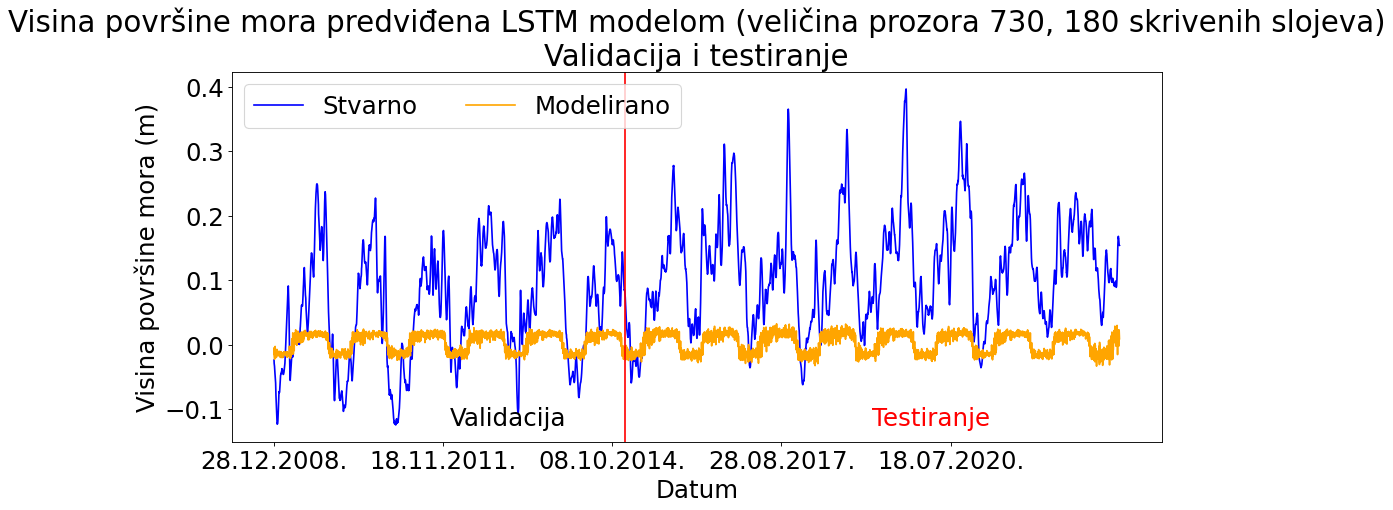 Visina površine mora predviđena LSTM modelom (veličina prozora 730, 180 skrivenih slojeva)
Validacija i testiranje
Stvarno Modelirano
Visina površine mora (m)
0.4
0.3
0.2
0.1
0.0
−0.1
Validacija Testiranje
28.12.2008. 18.11.2011. 08.10.2014. 28.08.2017. 18.07.2020.
Datum